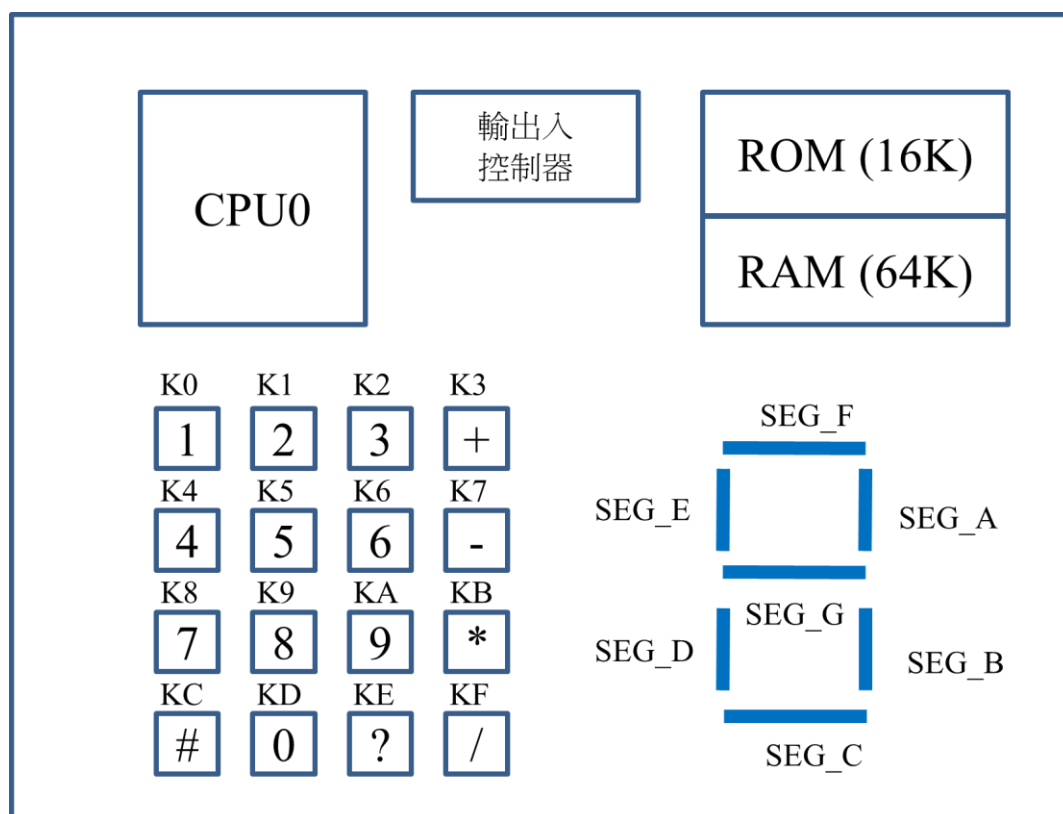 CPU0
輸出入
控制器
ROM (16K)
RAM (64K)
K0 K1 K2 K3
1 2 3 +
K4 K5 K6 K7
4 5 6 -
K8 K9 KA KB
7 8 9 *
KC KD KE KF
# 0 ? /
SEG_F
SEG_E
SEG_A
SEG_G
SEG_D
SEG_B
SEG_C